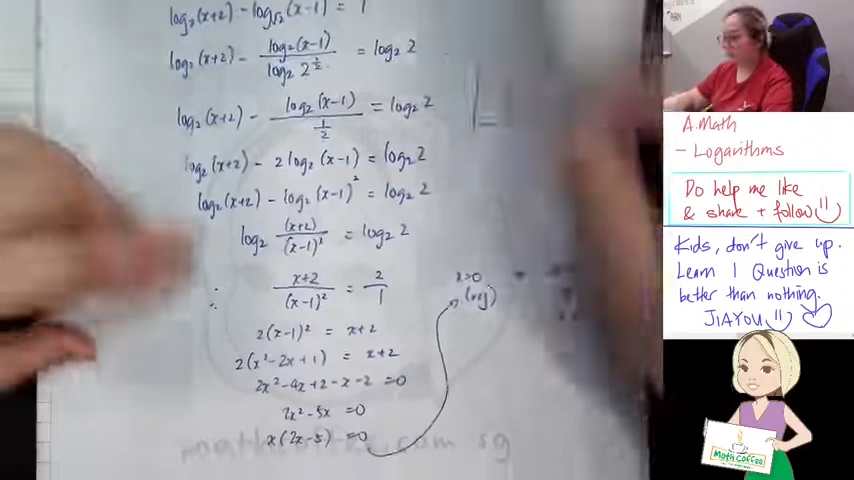 log₂(x+2) - log√2(x-1) = 1
log₂(x+2) - log₂(x-1) / log₂ 2^½ = log₂ 2
log₂(x+2) - log₂(x-1) / ½ = log₂ 2
log₂(x+2) - 2 log₂(x-1) = log₂ 2
log₂(x+2) - log₂(x-1)² = log₂ 2
log₂ (x+2)/(x-1)² = log₂ 2
∴ x+2/(x-1)² = 2/1
2(x-1)² = x+2
2(x²-2x+1) = x+2
2x²-4x+2-x-2 = 0
2x²-5x = 0
x(2x-5) = 0
(rej)
mathcoffee.com.sg
A.Math
- Logarithms
Do help me like
& share + follow
Kids, don't give up.
Learn 1 Question is
better than nothing.
JIAYOU
Math Coffee